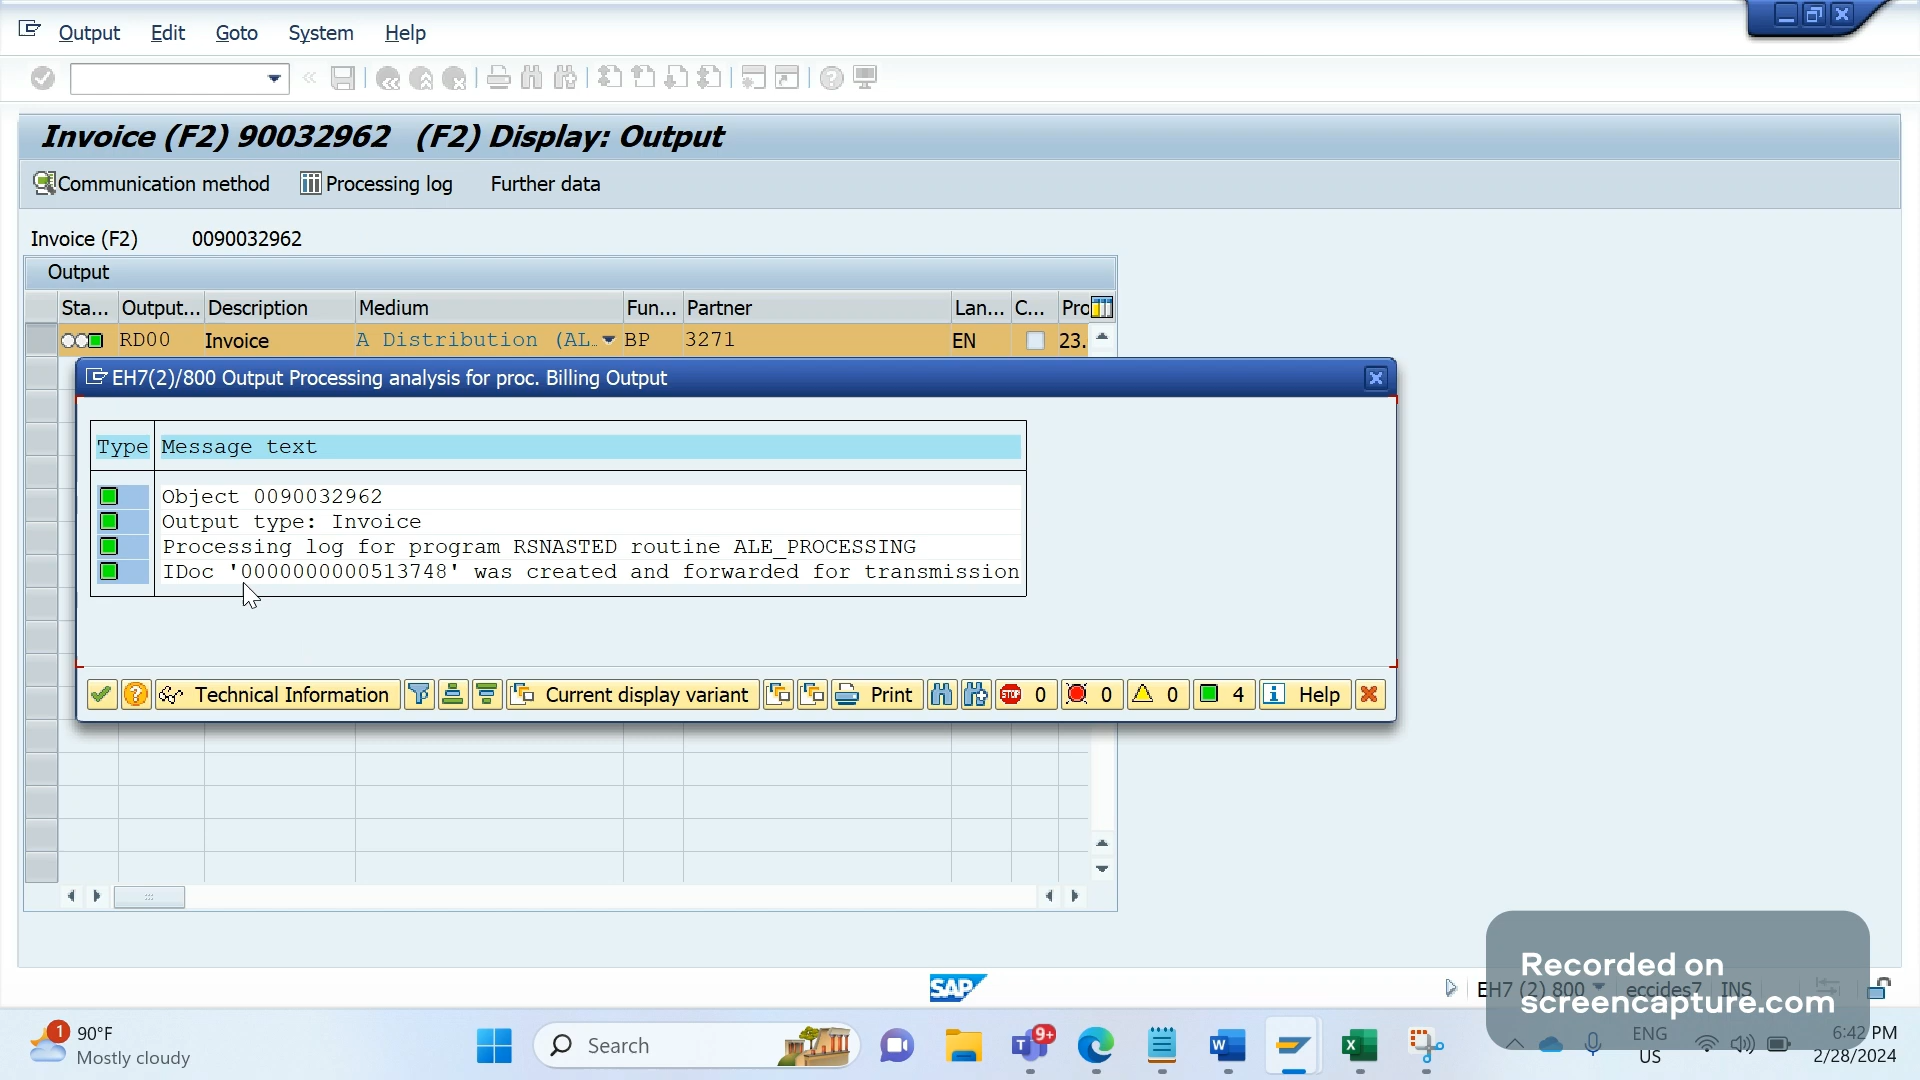 Output Edit Goto System Help
Invoice (F2) 90032962 (F2) Display: Output
Communication method Processing log Further data
Invoice (F2) 0090032962
Output
Sta... Output... Description Medium Fun... Partner Lan... C... Pro
RD00 Invoice A Distribution (AL… BP 3271 EN 23.
EH7(2)/800 Output Processing analysis for proc. Billing Output
Type Message text
Object 0090032962
Output type: Invoice
Processing log for program RSNASTED routine ALE_PROCESSING
IDoc '0000000000513748' was created and forwarded for transmission
Technical Information Current display variant Print STOP 0 0 0 4 Help
SAP
EH7 (2) 800 eccides7 INS
Recorded on
screencapture.com
1 90°F
Mostly cloudy
Search
9+
ENG
US
6:42 PM
2/28/2024